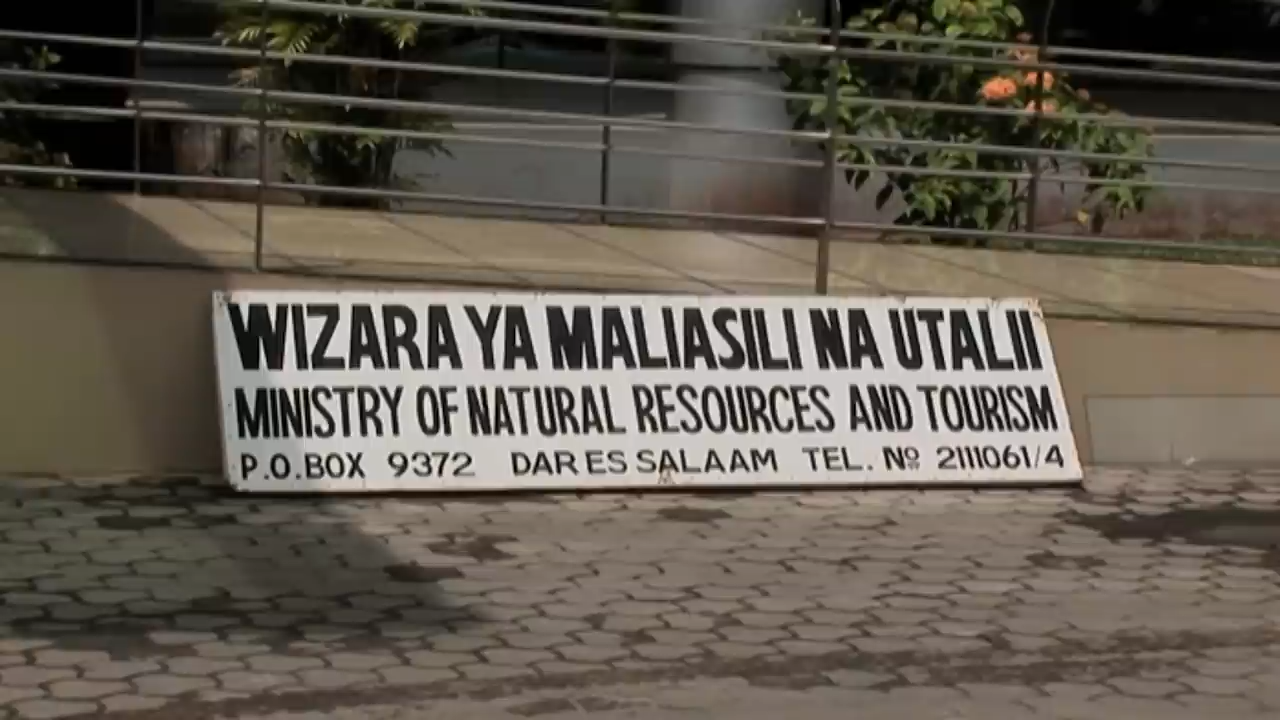 WIZARA YA MALIASILI NA UTALII
MINISTRY OF NATURAL RESOURCES AND TOURISM
P.O.BOX 9372 DAR ES SALAAM TEL. Nº 2111061/4